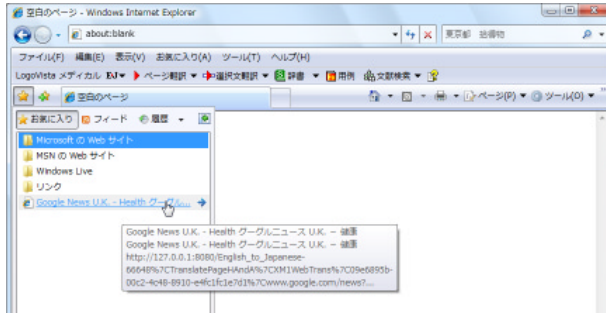 空白のページ - Windows Internet Explorer
about:blank
東京都 拾得物
ファイル(F) 編集(E) 表示(V) お気に入り(A) ツール(T) ヘルプ(H)
LogoVista メディカル EJ ページ翻訳 選択文翻訳 辞書 用例 文献検索
空白のページ ページ(P) ツール(O)
お気に入り フィード 履歴
Microsoft の Web サイト
MSN の Web サイト
Windows Live
リンク
Google News U.K. - Health グーグル...
Google News U.K. - Health グーグルニュース U.K. – 健康
Google News U.K. - Health グーグルニュース U.K. – 健康
http://127.0.0.1:8080/English_to_Japanese-
66648%7CTranslatePageHAndA%7CXM1WebTrans%7C09e6895b-
00c2-4c48-8910-e4fc1fc1e7d1%7Cwww.google.com/news?...